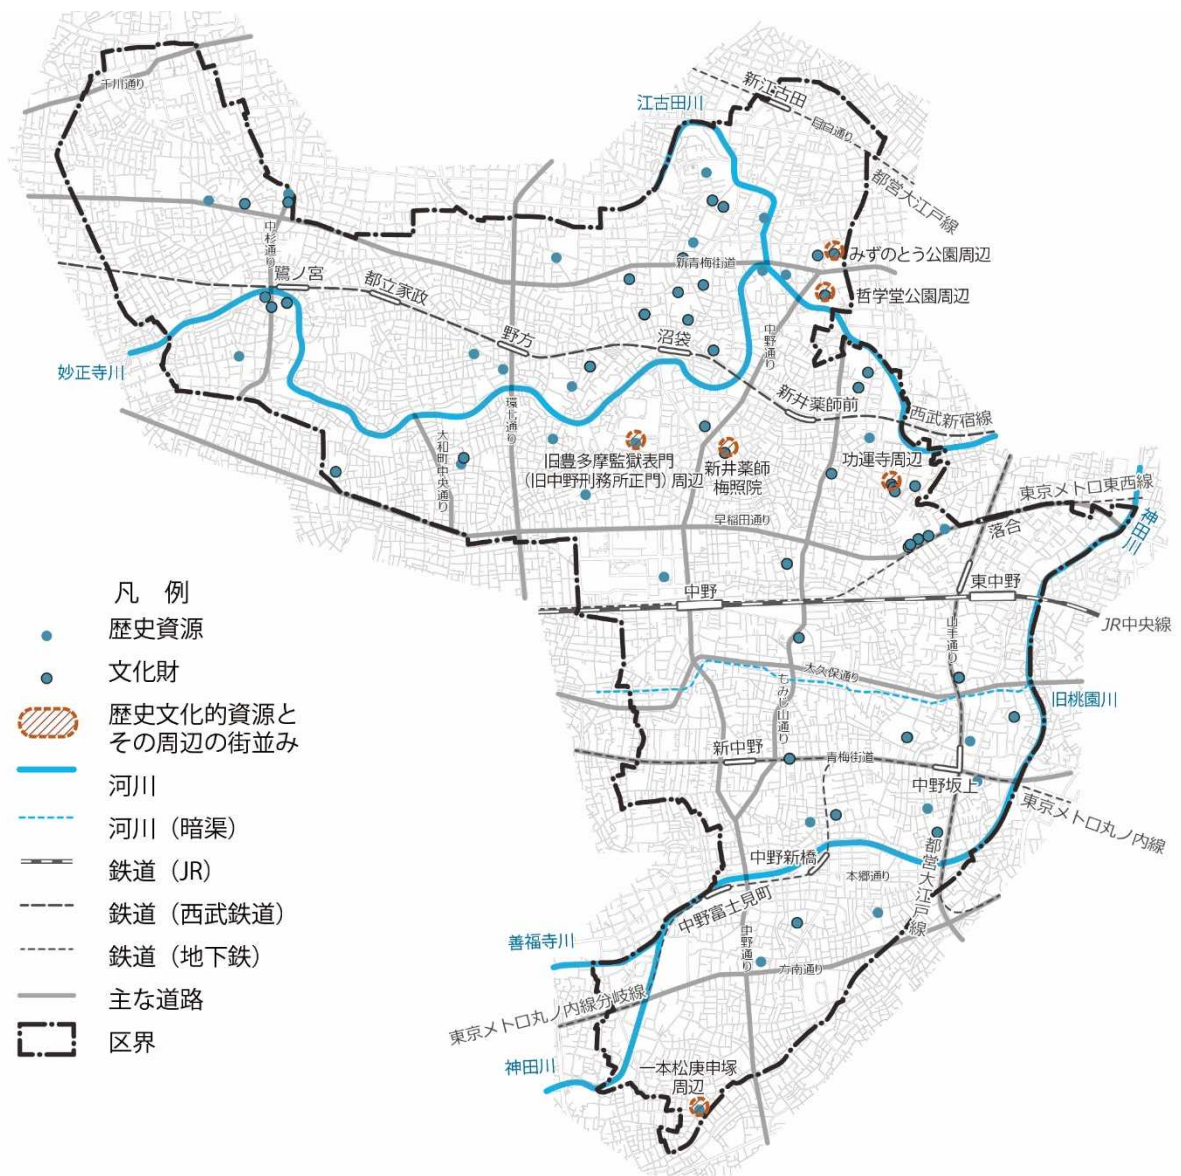 千川通り
江古田川
新江古田
目白通り
都営大江戸線
みずのとう公園周辺
中杉通り
新青梅街道
鷺ノ宮
都立家政
哲学堂公園周辺
野方
沼袋
中野通り
妙正寺川
新井薬師前
西武新宿線
環七通り
大和町中央通り
旧豊多摩監獄表門
(旧中野刑務所正門)周辺
新井薬師
梅照院
功運寺周辺
東京メトロ東西線
早稲田通り
落合
神田川
中野
東中野
JR中央線
山手通り
大久保通り
もみじ山通り
旧桃園川
新中野
青梅街道
中野坂上
東京メトロ丸ノ内線
中野新橋
本郷通り
都営大江戸線
中野富士見町
善福寺川
中野通り
方南通り
東京メトロ丸ノ内線分岐線
神田川
一本松庚申塚
周辺
凡 例
歴史資源
文化財
歴史文化的資源と
その周辺の街並み
河川
河川(暗渠)
鉄道(JR)
鉄道(西武鉄道)
鉄道(地下鉄)
主な道路
区界